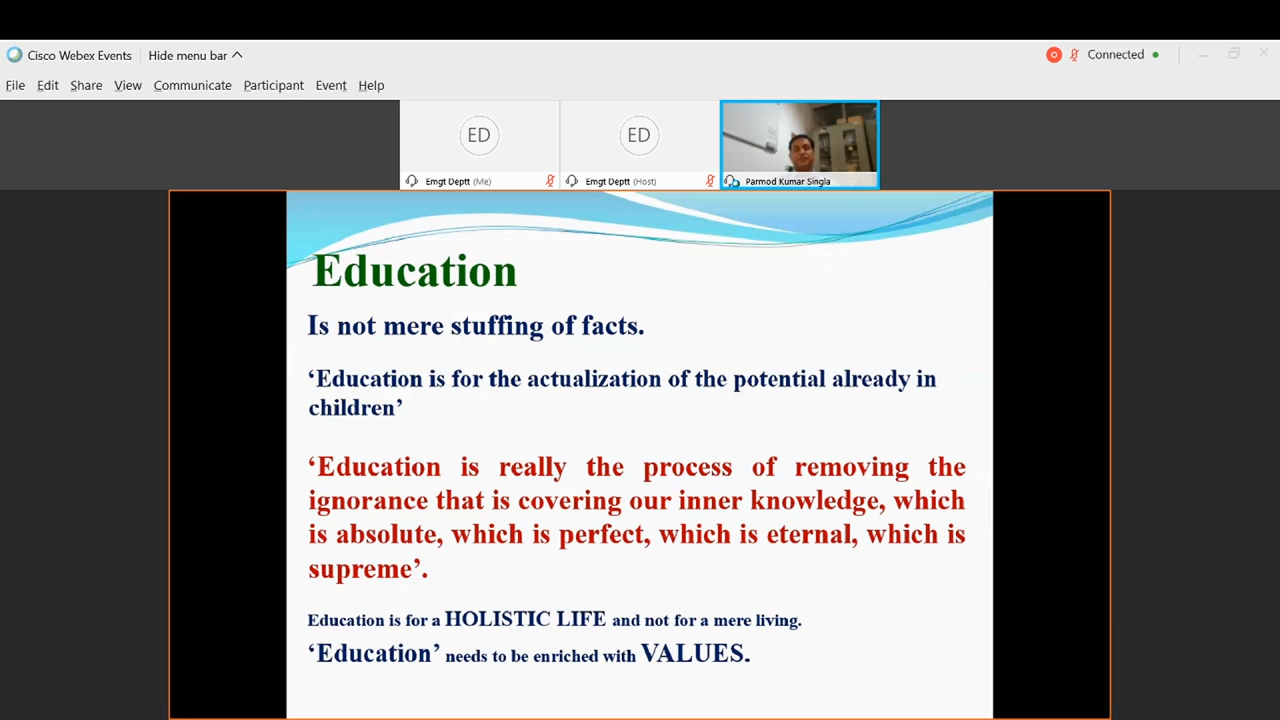 Cisco Webex Events
Hide menu bar
Connected
File Edit Share View Communicate Participant Event Help
ED
ED
Emgt Deptt (Me)
Emgt Deptt (Host)
Parmod Kumar Singla
Education
Is not mere stuffing of facts.
‘Education is for the actualization of the potential already in
children’
‘Education is really the process of removing the
ignorance that is covering our inner knowledge, which
is absolute, which is perfect, which is eternal, which is
supreme’.
Education is for a HOLISTIC LIFE and not for a mere living.
‘Education’ needs to be enriched with VALUES.